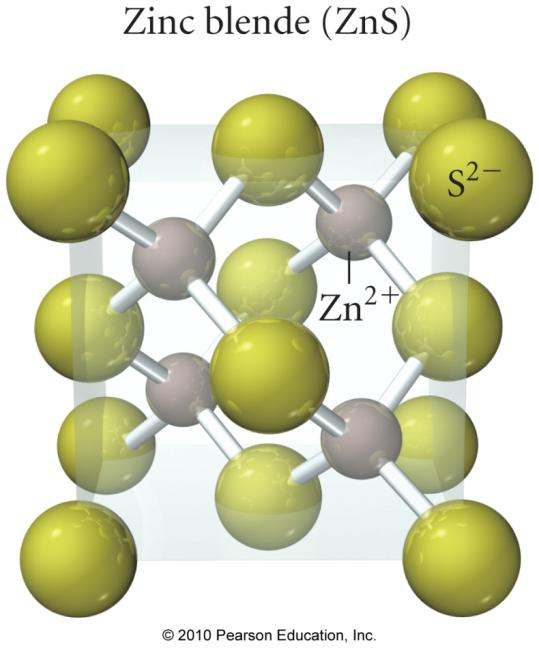 Zinc blende (ZnS)
S²⁻
Zn²⁺
© 2010 Pearson Education, Inc.